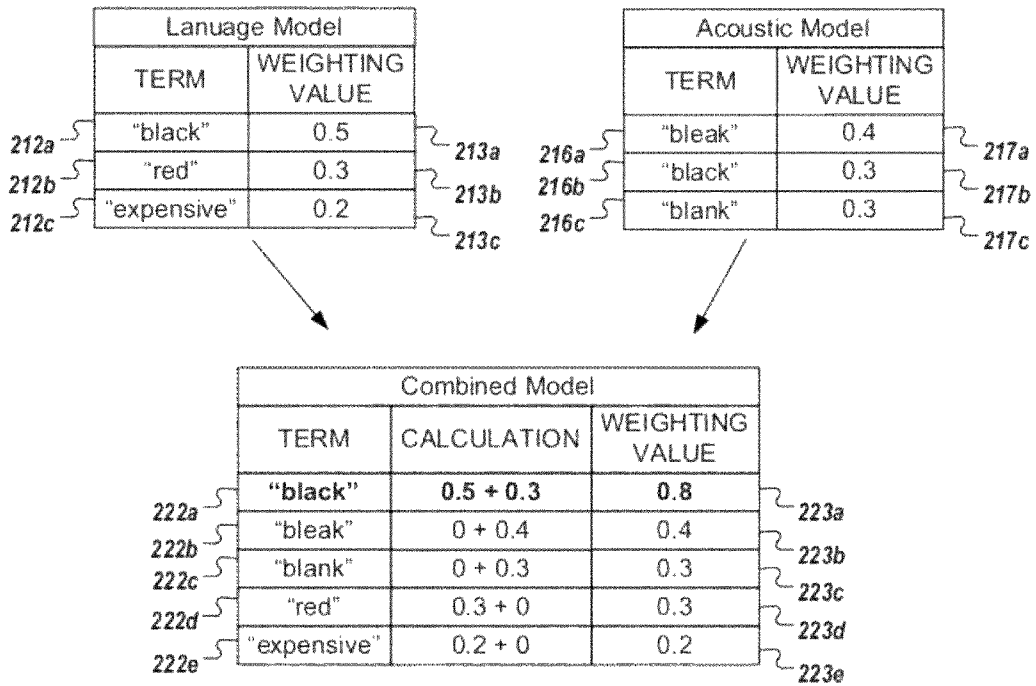 Lanuage Model
TERM WEIGHTING VALUE
212a "black" 0.5 213a
212b "red" 0.3 213b
212c "expensive" 0.2 213c
Acoustic Model
TERM WEIGHTING VALUE
216a "bleak" 0.4 217a
216b "black" 0.3 217b
216c "blank" 0.3 217c
Combined Model
TERM CALCULATION WEIGHTING VALUE
222a "black" 0.5 + 0.3 0.8 223a
222b "bleak" 0 + 0.4 0.4 223b
222c "blank" 0 + 0.3 0.3 223c
222d "red" 0.3 + 0 0.3 223d
222e "expensive" 0.2 + 0 0.2 223e